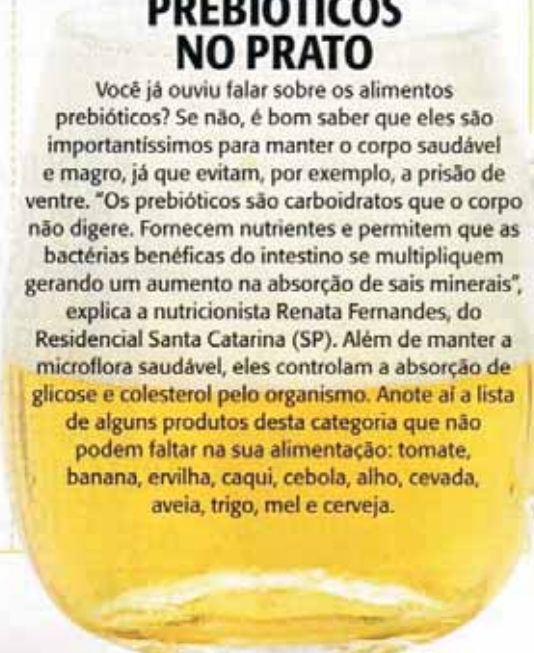 PREBIÓTICOS
NO PRATO
Você já ouviu falar sobre os alimentos
prebióticos? Se não, é bom saber que eles são
importantíssimos para manter o corpo saudável
e magro, já que evitam, por exemplo, a prisão de
ventre. "Os prebióticos são carboidratos que o corpo
não digere. Fornecem nutrientes e permitem que as
bactérias benéficas do intestino se multipliquem
gerando um aumento na absorção de sais minerais",
explica a nutricionista Renata Fernandes, do
Residencial Santa Catarina (SP). Além de manter a
microflora saudável, eles controlam a absorção de
glicose e colesterol pelo organismo. Anote aí a lista
de alguns produtos desta categoria que não
podem faltar na sua alimentação: tomate,
banana, ervilha, caqui, cebola, alho, cevada,
aveia, trigo, mel e cerveja.